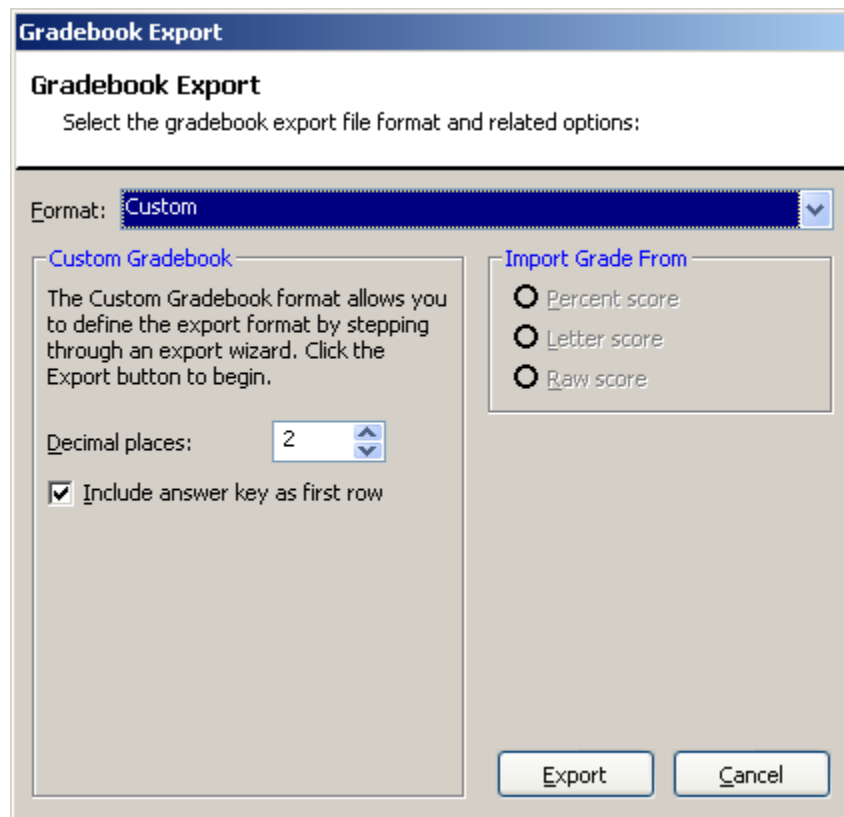 Gradebook Export
Gradebook Export
Select the gradebook export file format and related options:
Format: Custom
Custom Gradebook
The Custom Gradebook format allows you
to define the export format by stepping
through an export wizard. Click the
Export button to begin.
Decimal places: 2
Include answer key as first row
Import Grade From
Percent score
Letter score
Raw score
Export Cancel